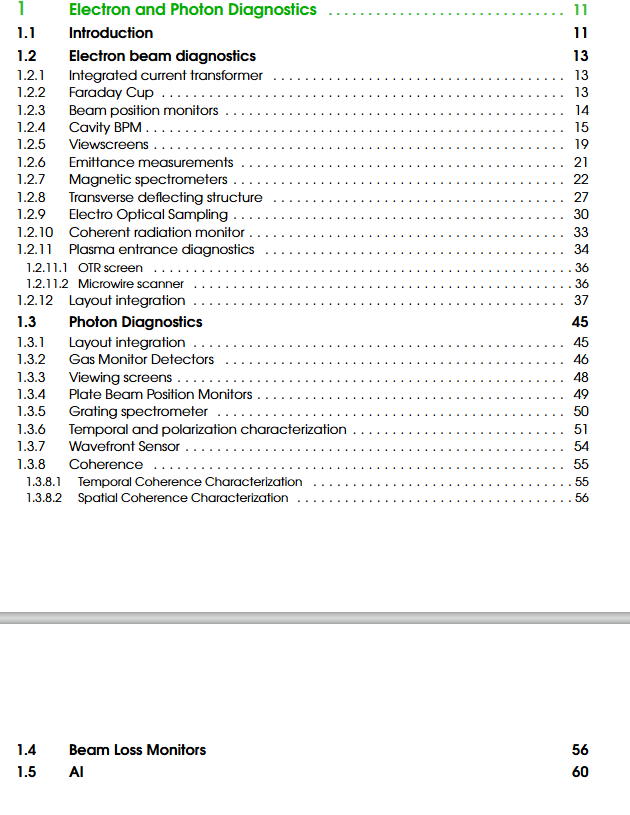 1 Electron and Photon Diagnostics . . . . . . . . . . . . . . . . . . . . . . . . . . . . . . 11
1.1 Introduction 11
1.2 Electron beam diagnostics 13
1.2.1 Integrated current transformer . . . . . . . . . . . . . . . . . . . . . . . . . . . . . . 13
1.2.2 Faraday Cup . . . . . . . . . . . . . . . . . . . . . . . . . . . . . . 13
1.2.3 Beam position monitors . . . . . . . . . . . . . . . . . . . . . . . . . . . . . . 14
1.2.4 Cavity BPM . . . . . . . . . . . . . . . . . . . . . . . . . . . . . . 15
1.2.5 Viewscreens . . . . . . . . . . . . . . . . . . . . . . . . . . . . . . 19
1.2.6 Emittance measurements . . . . . . . . . . . . . . . . . . . . . . . . . . . . . . 21
1.2.7 Magnetic spectrometers . . . . . . . . . . . . . . . . . . . . . . . . . . . . . . 22
1.2.8 Transverse deflecting structure . . . . . . . . . . . . . . . . . . . . . . . . . . . . . . 27
1.2.9 Electro Optical Sampling . . . . . . . . . . . . . . . . . . . . . . . . . . . . . . 30
1.2.10 Coherent radiation monitor . . . . . . . . . . . . . . . . . . . . . . . . . . . . . . 33
1.2.11 Plasma entrance diagnostics . . . . . . . . . . . . . . . . . . . . . . . . . . . . . . 34
1.2.11.1 OTR screen . . . . . . . . . . . . . . . . . . . . . . . . . . . . . . 36
1.2.11.2 Microwire scanner . . . . . . . . . . . . . . . . . . . . . . . . . . . . . . 36
1.2.12 Layout integration . . . . . . . . . . . . . . . . . . . . . . . . . . . . . . 37
1.3 Photon Diagnostics 45
1.3.1 Layout integration . . . . . . . . . . . . . . . . . . . . . . . . . . . . . . 45
1.3.2 Gas Monitor Detectors . . . . . . . . . . . . . . . . . . . . . . . . . . . . . . 46
1.3.3 Viewing screens . . . . . . . . . . . . . . . . . . . . . . . . . . . . . . 48
1.3.4 Plate Beam Position Monitors . . . . . . . . . . . . . . . . . . . . . . . . . . . . . . 49
1.3.5 Grating spectrometer . . . . . . . . . . . . . . . . . . . . . . . . . . . . . . 50
1.3.6 Temporal and polarization characterization . . . . . . . . . . . . . . . . . . . . . . . . . . 51
1.3.7 Wavefront Sensor . . . . . . . . . . . . . . . . . . . . . . . . . . . . . . 54
1.3.8 Coherence . . . . . . . . . . . . . . . . . . . . . . . . . . . . . . 55
1.3.8.1 Temporal Coherence Characterization . . . . . . . . . . . . . . . . . . . . . . . . . . . . . . 55
1.3.8.2 Spatial Coherence Characterization . . . . . . . . . . . . . . . . . . . . . . . . . . . . . . 56
1.4 Beam Loss Monitors 56
1.5 AI 60